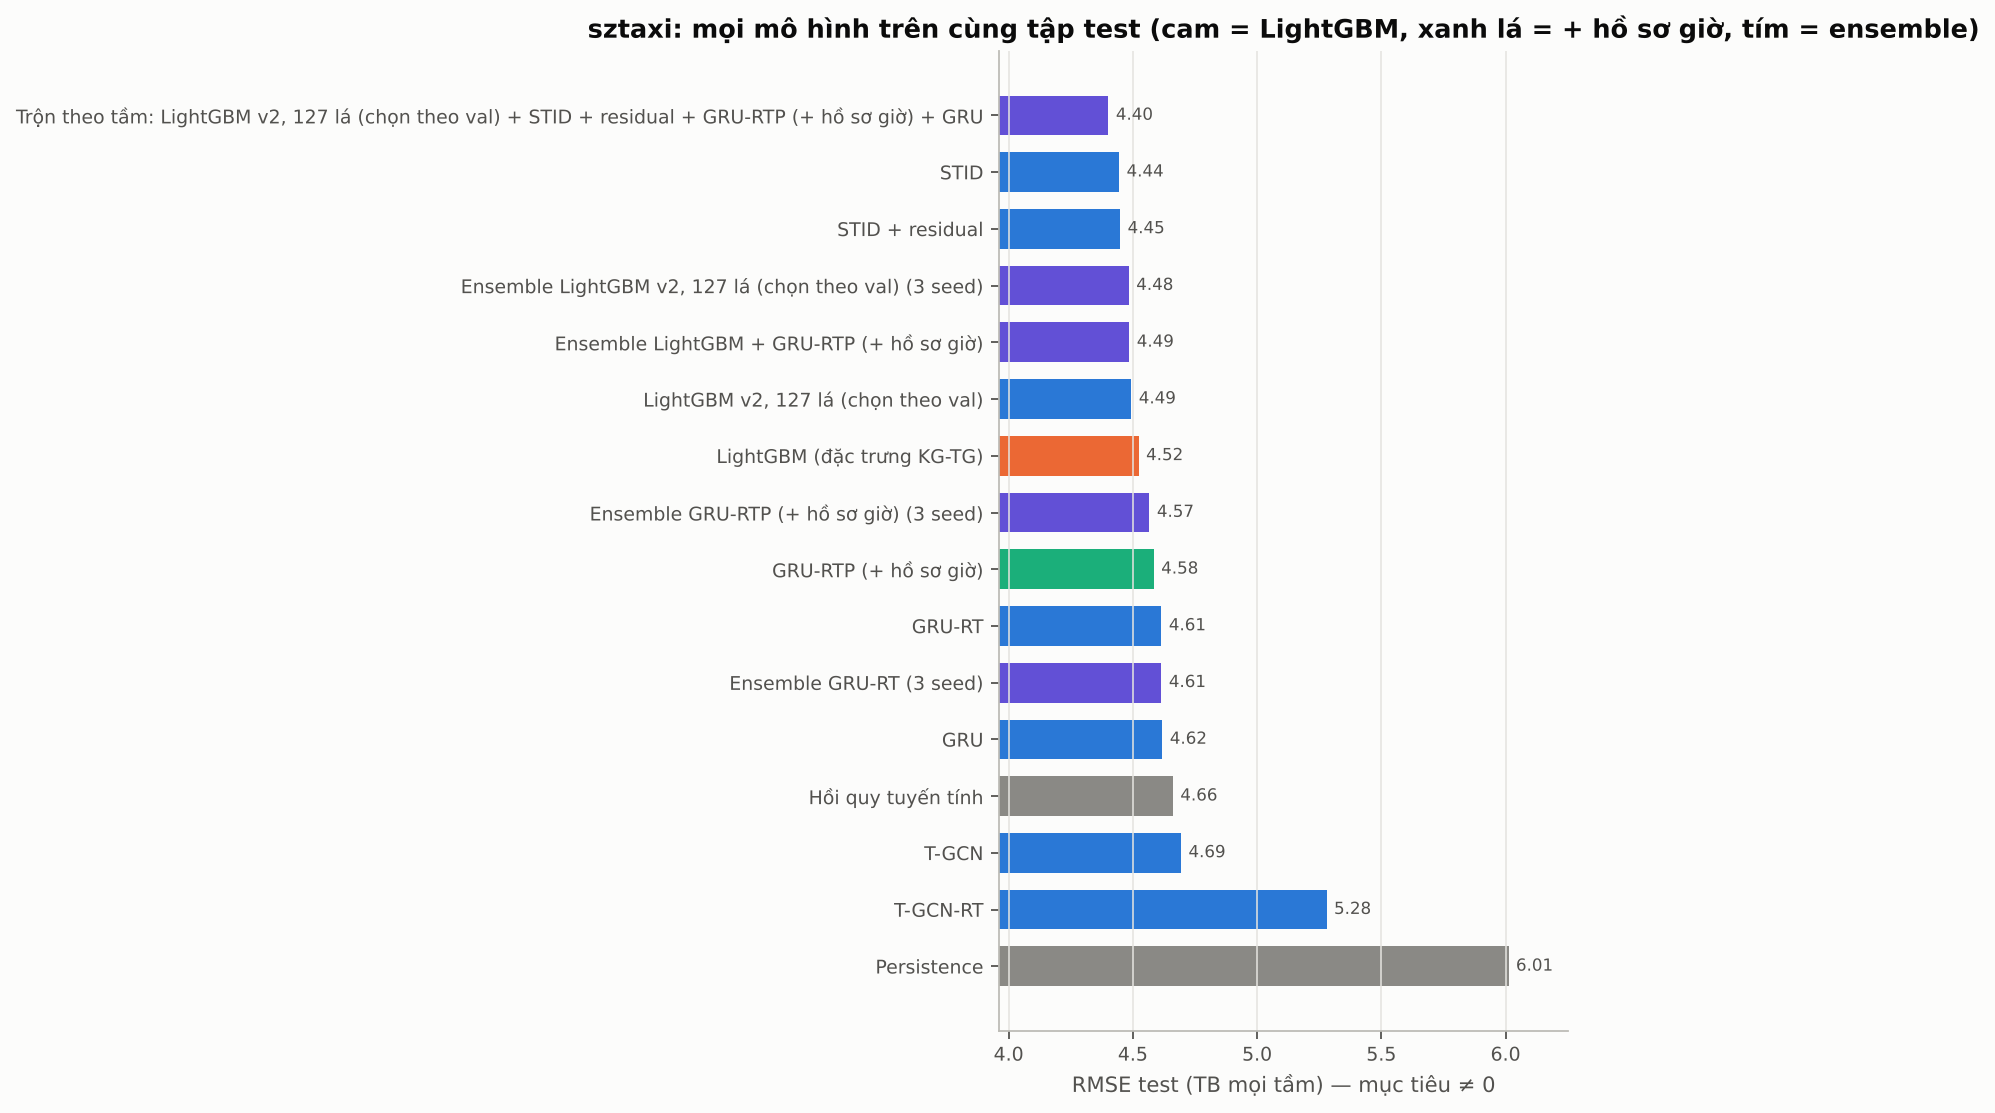 sztaxi: mọi mô hình trên cùng tập test (cam = LightGBM, xanh lá = + hồ sơ giờ, tím = ensemble)
Trộn theo tầm: LightGBM v2, 127 lá (chọn theo val) + STID + residual + GRU-RTP (+ hồ sơ giờ) + GRU 4.40
STID 4.44
STID + residual 4.45
Ensemble LightGBM v2, 127 lá (chọn theo val) (3 seed) 4.48
Ensemble LightGBM + GRU-RTP (+ hồ sơ giờ) 4.49
LightGBM v2, 127 lá (chọn theo val) 4.49
LightGBM (đặc trưng KG-TG) 4.52
Ensemble GRU-RTP (+ hồ sơ giờ) (3 seed) 4.57
GRU-RTP (+ hồ sơ giờ) 4.58
GRU-RT 4.61
Ensemble GRU-RT (3 seed) 4.61
GRU 4.62
Hồi quy tuyến tính 4.66
T-GCN 4.69
T-GCN-RT 5.28
Persistence 6.01
4.0 4.5 5.0 5.5 6.0
RMSE test (TB mọi tầm) — mục tiêu ≠ 0